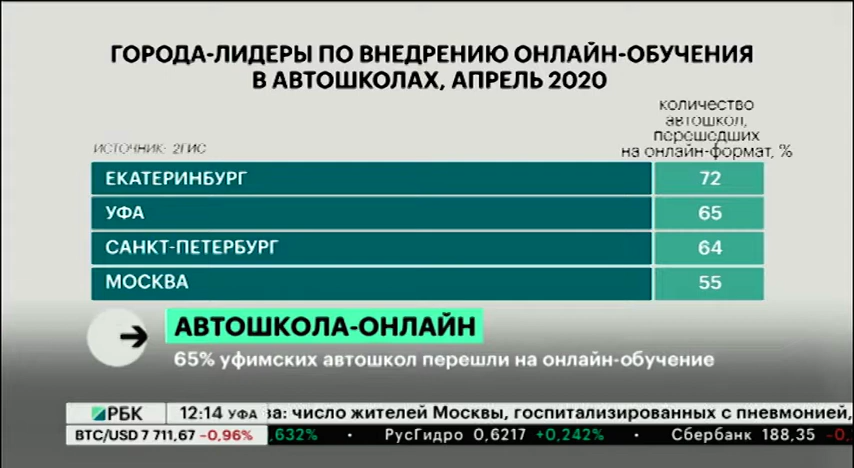 ГОРОДА-ЛИДЕРЫ ПО ВНЕДРЕНИЮ ОНЛАЙН-ОБУЧЕНИЯ
В АВТОШКОЛАХ, АПРЕЛЬ 2020
количество
автошкол,
перешедших
на онлайн-формат, %
ИСТОЧНИК: 2ГИС
ЕКАТЕРИНБУРГ 72
УФА 65
САНКТ-ПЕТЕРБУРГ 64
МОСКВА 55
АВТОШКОЛА-ОНЛАЙН
65% уфимских автошкол перешли на онлайн-обучение
РБК 12:14 УФА ва: число жителей Москвы, госпитализированных с пневмонией,
BTC/USD 7 711,67 -0,96% ,632% • РусГидро 0,6217 +0,242% • Сбербанк 188,35